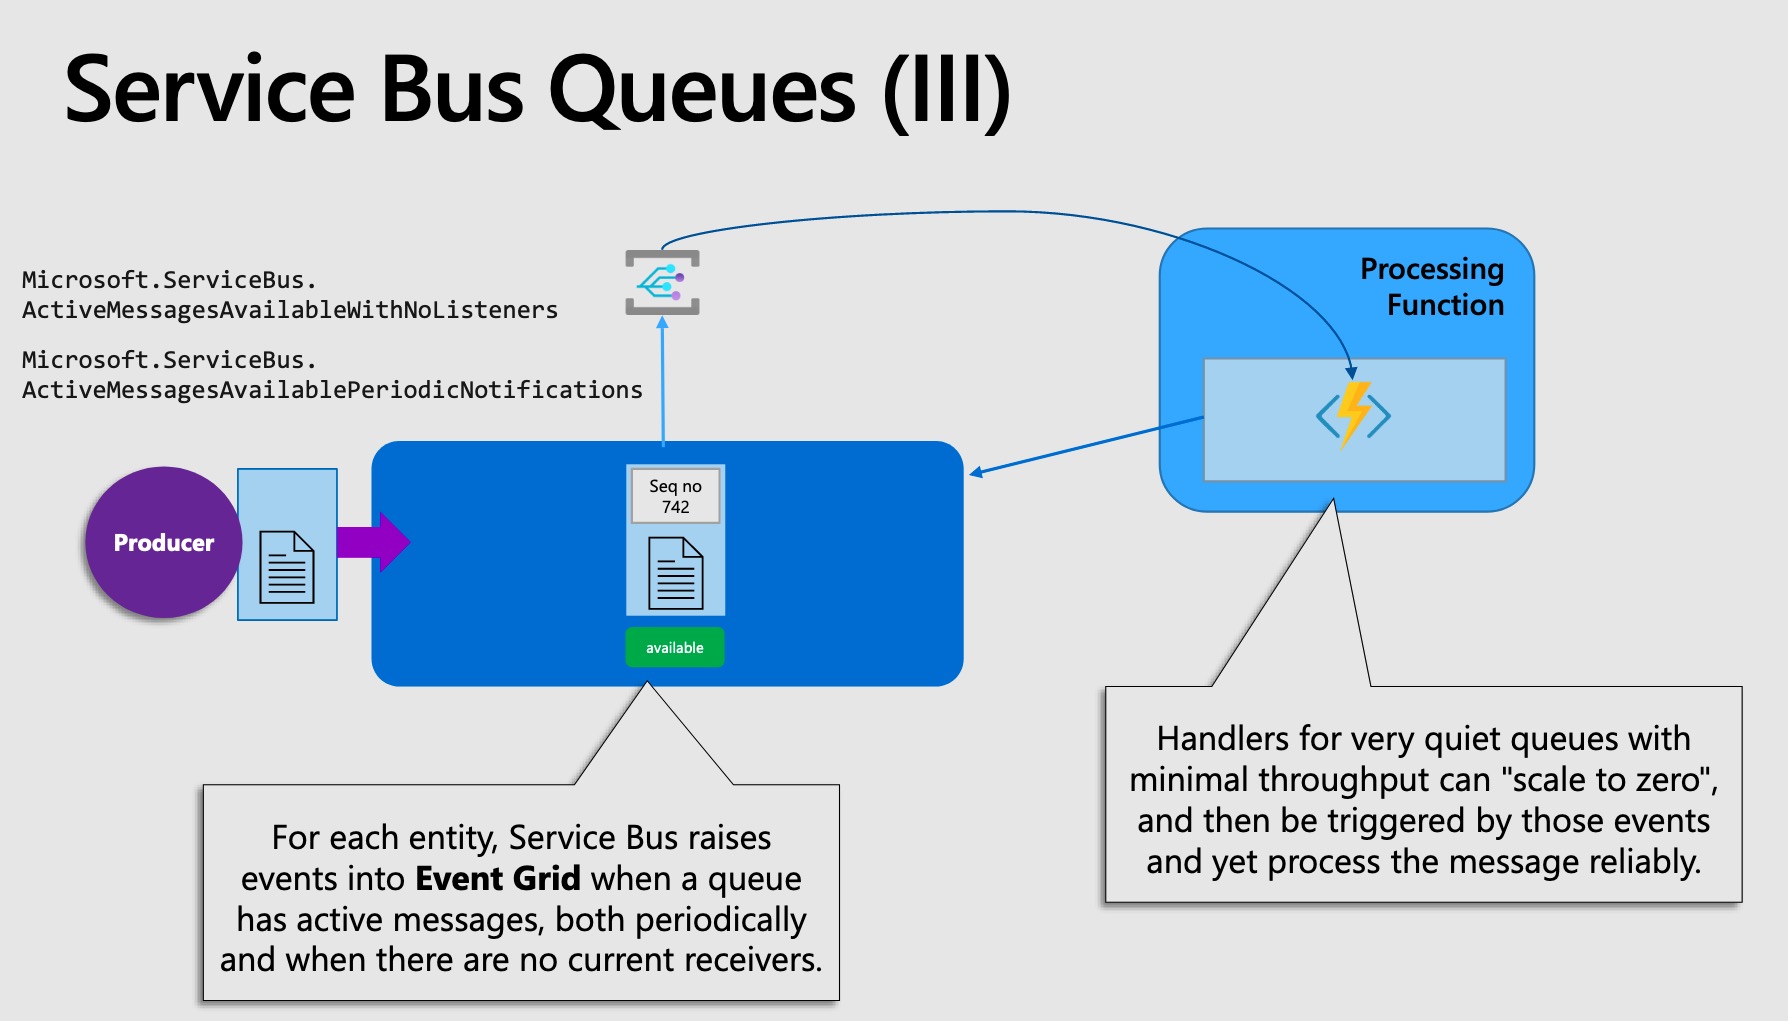 Service Bus Queues (III)
Microsoft.ServiceBus.
ActiveMessagesAvailableWithNoListeners
Microsoft.ServiceBus.
ActiveMessagesAvailablePeriodicNotifications
Processing
Function
Producer
Seq no
742
available
For each entity, Service Bus raises
events into Event Grid when a queue
has active messages, both periodically
and when there are no current receivers.
Handlers for very quiet queues with
minimal throughput can "scale to zero",
and then be triggered by those events
and yet process the message reliably.